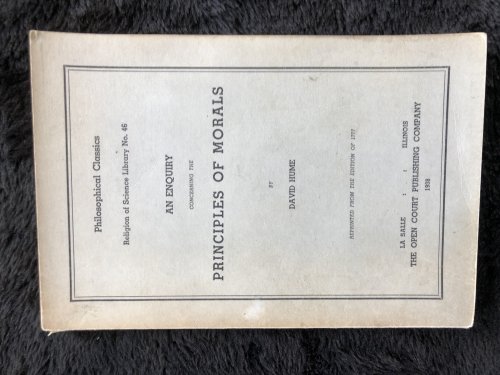 Philosophical Classics
Religion of Science Library No. 46
AN ENQUIRY
CONCERNING THE
PRINCIPLES OF MORALS
BY
DAVID HUME
REPRINTED FROM THE EDITION OF 1777
LA SALLE : : ILLINOIS
THE OPEN COURT PUBLISHING COMPANY
1938